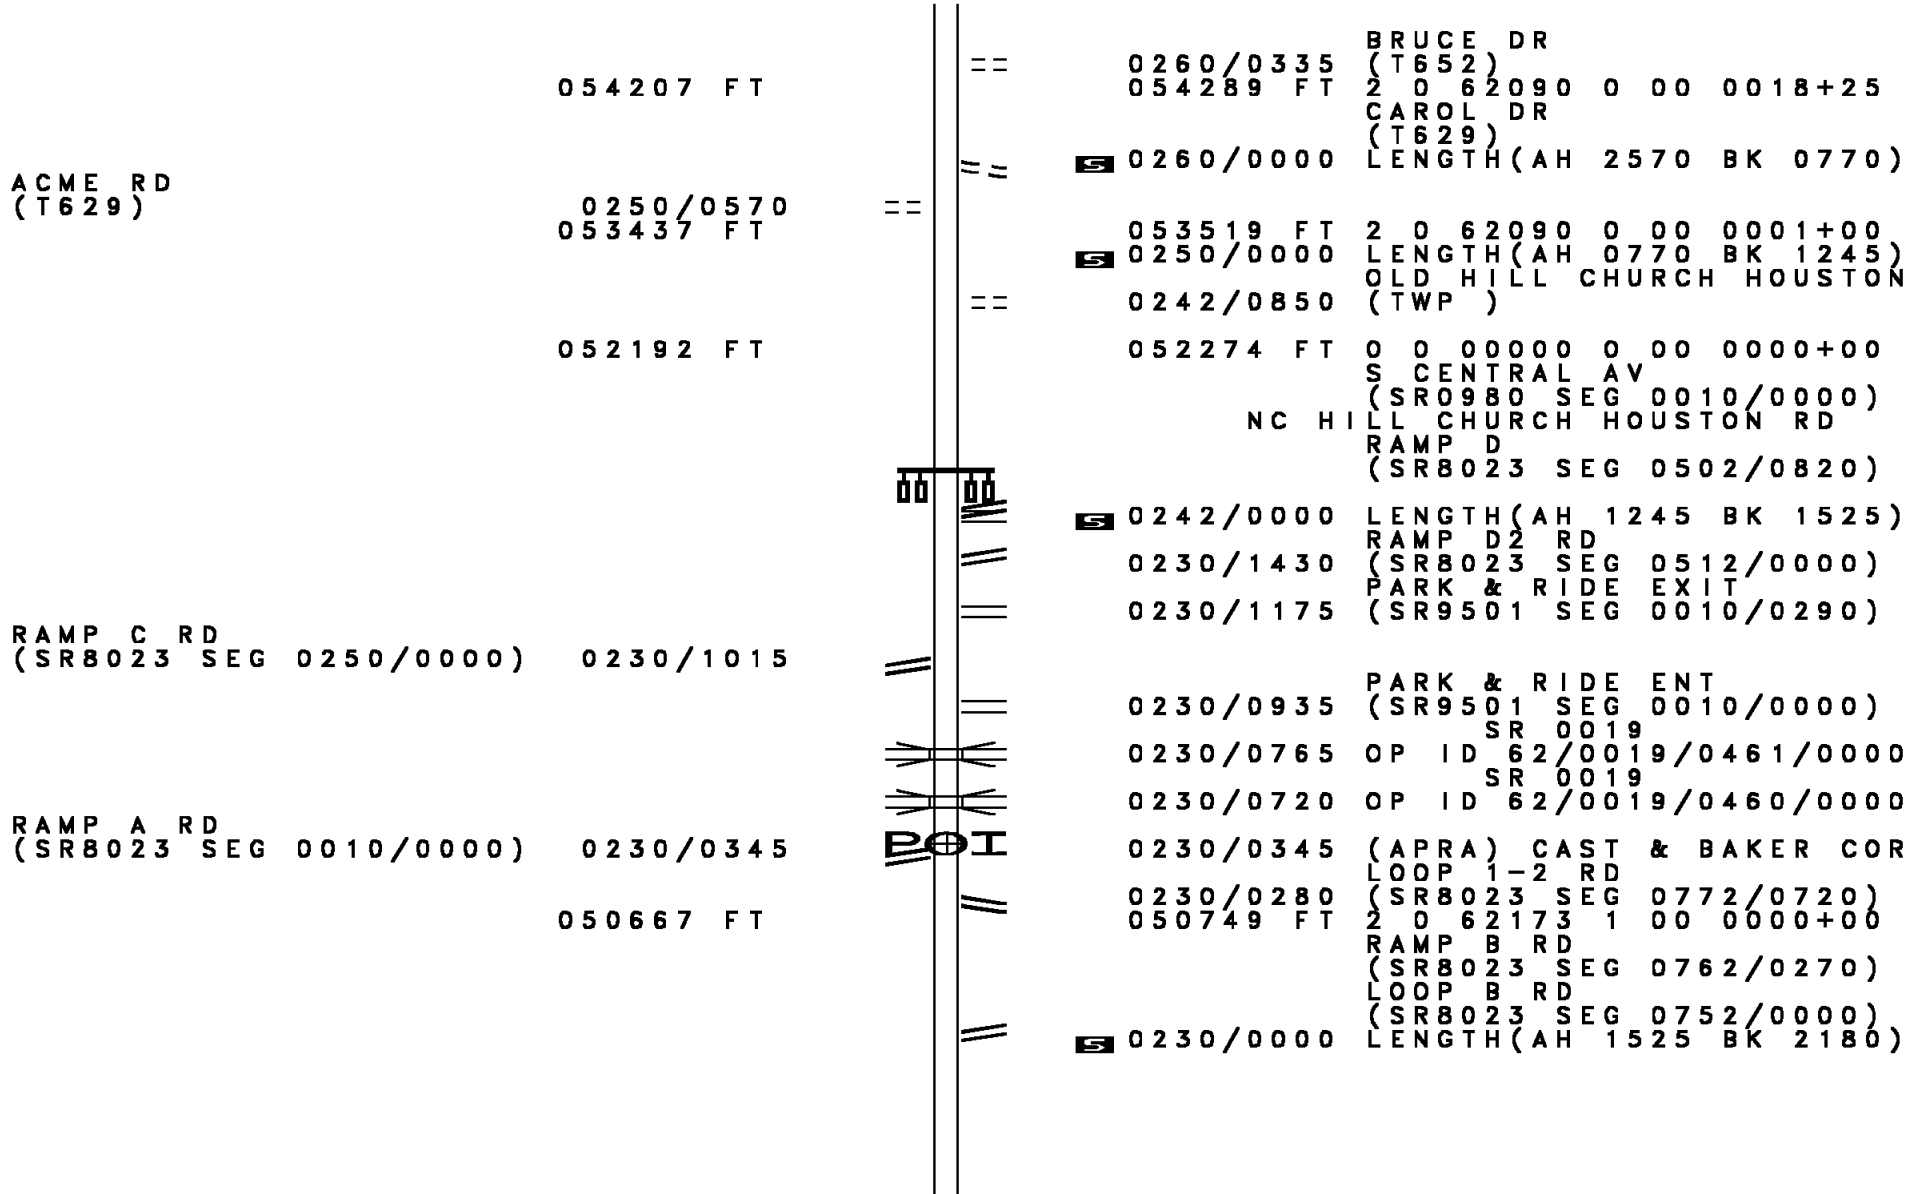 BRUCE DR
0260/0335 (T652)
054207 FT 054289 FT 2 0 62090 0 00 0018+25
CAROL DR
(T629)
S 0260/0000 LENGTH(AH 2570 BK 0770)
ACME RD
(T629) 0250/0570
053437 FT 053519 FT 2 0 62090 0 00 0001+00
S 0250/0000 LENGTH(AH 0770 BK 1245)
OLD HILL CHURCH HOUSTON
0242/0850 (TWP )
052192 FT 052274 FT 0 0 00000 0 00 0000+00
S CENTRAL AV
(SR0980 SEG 0010/0000)
NC HILL CHURCH HOUSTON RD
RAMP D
(SR8023 SEG 0502/0820)
S 0242/0000 LENGTH(AH 1245 BK 1525)
RAMP D2 RD
0230/1430 (SR8023 SEG 0512/0000)
PARK & RIDE EXIT
0230/1175 (SR9501 SEG 0010/0290)
RAMP C RD
(SR8023 SEG 0250/0000) 0230/1015
PARK & RIDE ENT
0230/0935 (SR9501 SEG 0010/0000)
SR 0019
0230/0765 OP ID 62/0019/0461/0000
SR 0019
0230/0720 OP ID 62/0019/0460/0000
RAMP A RD
(SR8023 SEG 0010/0000) 0230/0345 POI 0230/0345 (APRA) CAST & BAKER COR
LOOP 1-2 RD
0230/0280 (SR8023 SEG 0772/0720)
050667 FT 050749 FT 2 0 62173 1 00 0000+00
RAMP B RD
(SR8023 SEG 0762/0270)
LOOP B RD
(SR8023 SEG 0752/0000)
S 0230/0000 LENGTH(AH 1525 BK 2180)